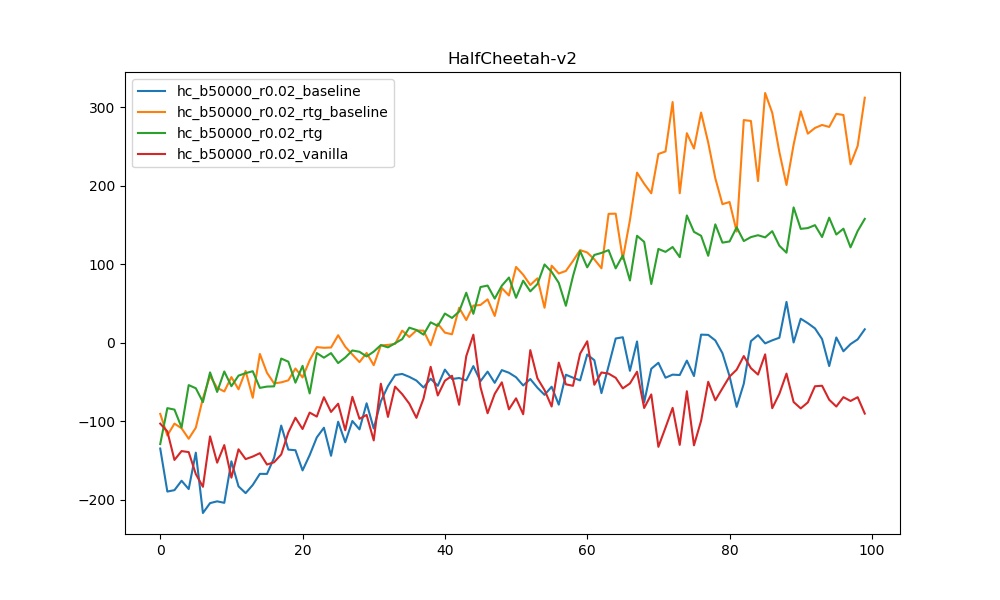 HalfCheetah-v2
hc_b50000_r0.02_baseline
hc_b50000_r0.02_rtg_baseline
hc_b50000_r0.02_rtg
hc_b50000_r0.02_vanilla
300
200
100
0
−100
−200
0 20 40 60 80 100